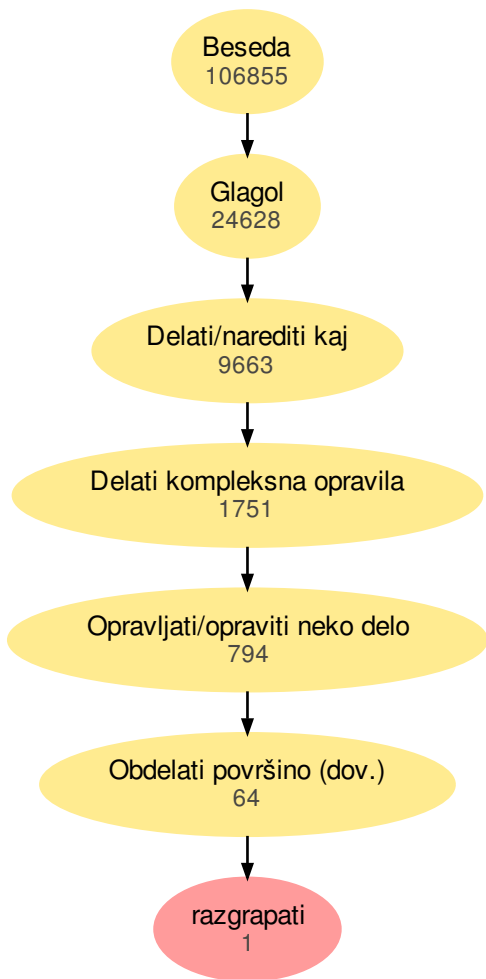 Beseda
106855
Glagol
24628
Delati/narediti kaj
9663
Delati kompleksna opravila
1751
Opravljati/opraviti neko delo
794
Obdelati površino (dov.)
64
razgrapati
1